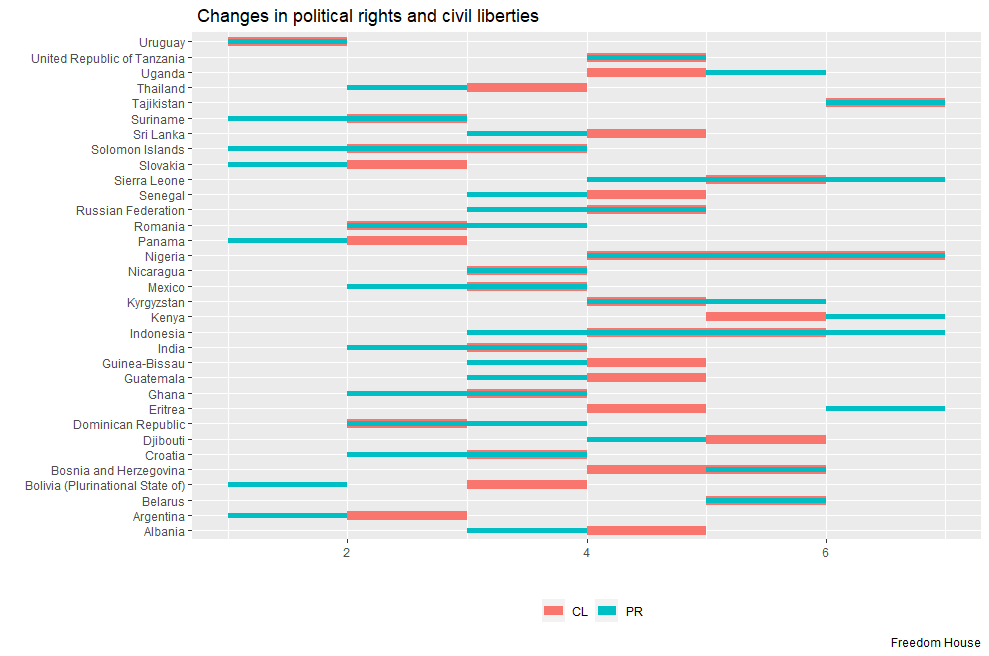 Changes in political rights and civil liberties
Uruguay
United Republic of Tanzania
Uganda
Thailand
Tajikistan
Suriname
Sri Lanka
Solomon Islands
Slovakia
Sierra Leone
Senegal
Russian Federation
Romania
Panama
Nigeria
Nicaragua
Mexico
Kyrgyzstan
Kenya
Indonesia
India
Guinea-Bissau
Guatemala
Ghana
Eritrea
Dominican Republic
Djibouti
Croatia
Bosnia and Herzegovina
Bolivia (Plurinational State of)
Belarus
Argentina
Albania
2 4 6
CL PR
Freedom House